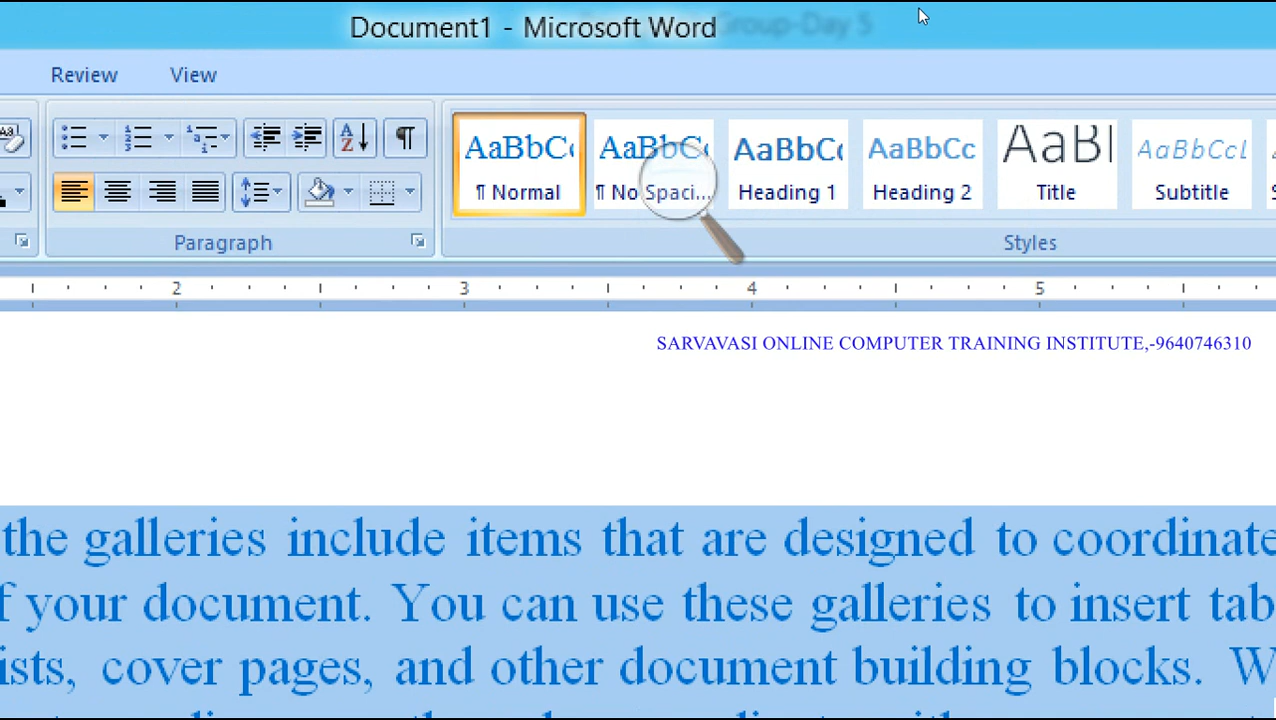 Document1 - Microsoft Word Group-Day 5
Review View
AaBbCc AaBbCc AaBbCc AaBbCc AaBl AaBbCcL
¶ Normal ¶ No Spaci... Heading 1 Heading 2 Title Subtitle
Paragraph Styles
2 3 4 5
SARVAVASI ONLINE COMPUTER TRAINING INSTITUTE,-9640746310
the galleries include items that are designed to coordinate
f your document. You can use these galleries to insert tab
ists, cover pages, and other document building blocks. W